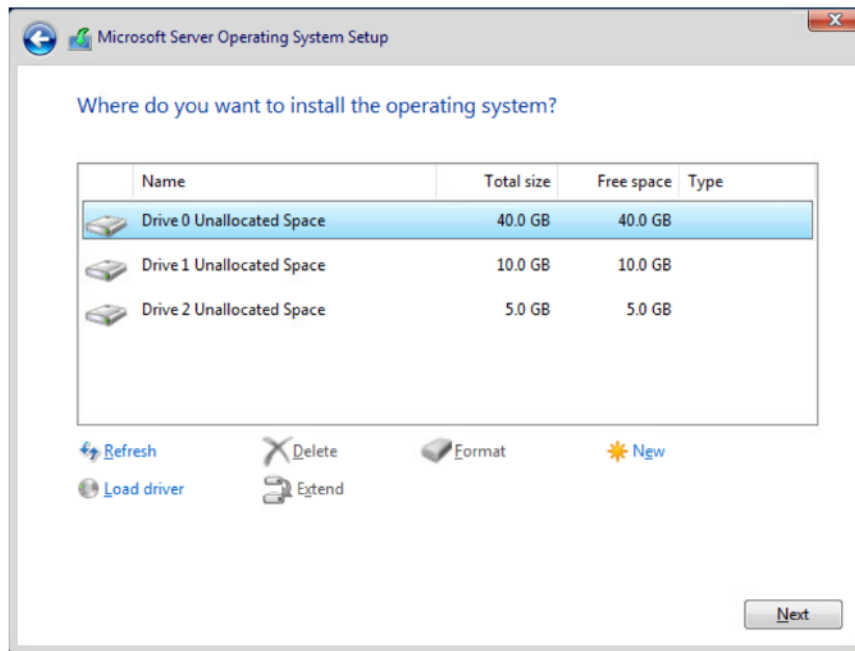 Microsoft Server Operating System Setup
Where do you want to install the operating system?
Name Total size Free space Type
Drive 0 Unallocated Space 40.0 GB 40.0 GB
Drive 1 Unallocated Space 10.0 GB 10.0 GB
Drive 2 Unallocated Space 5.0 GB 5.0 GB
Refresh Delete Format New
Load driver Extend
Next